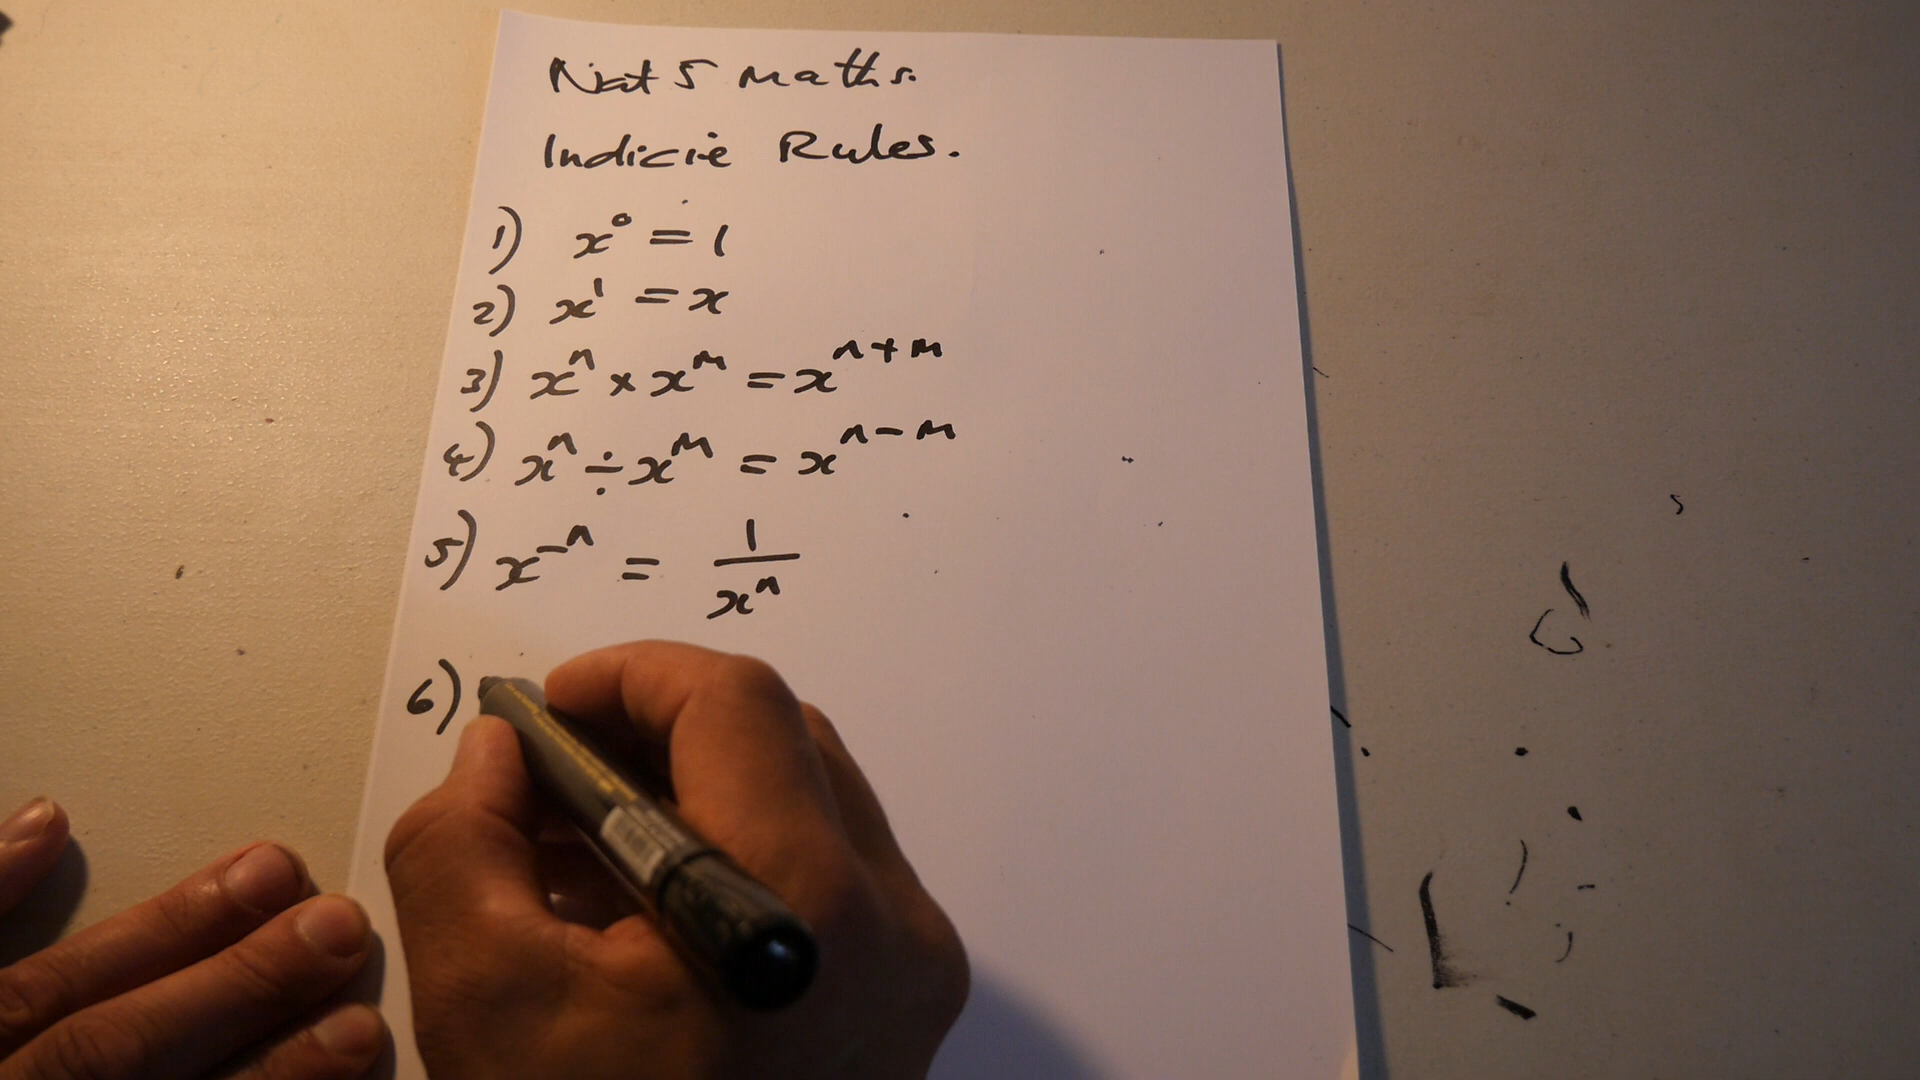 Nat 5 maths.
Indicie Rules.
1) x⁰ = 1
2) x¹ = x
3) xⁿ × xᵐ = xⁿ⁺ᵐ
4) xⁿ ÷ xᵐ = xⁿ⁻ᵐ
5) x⁻ⁿ = 1/xⁿ
6)